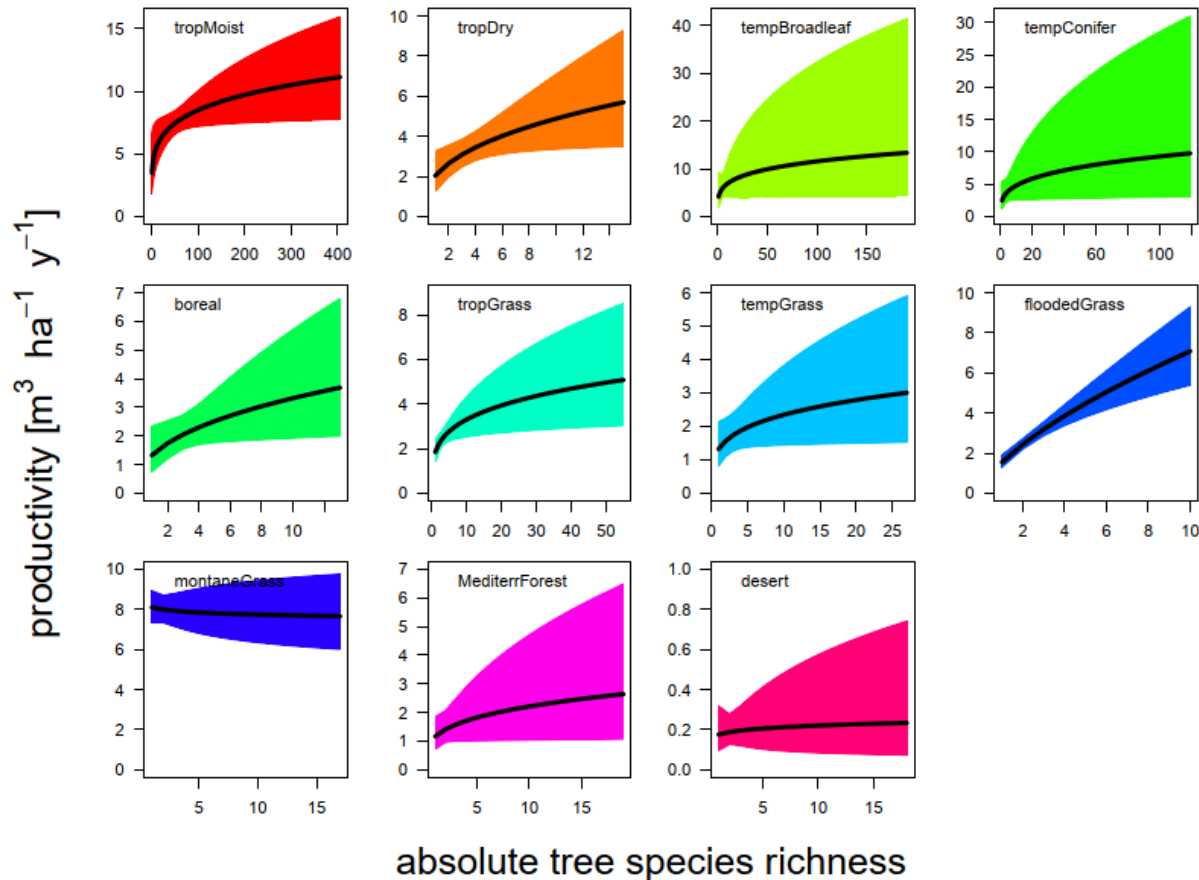 productivity [m³ ha⁻¹ y⁻¹]
tropMoist
0 5 10 15
0 100 200 300 400
tropDry
0 2 4 6 8 10
2 4 6 8 12
tempBroadleaf
0 10 20 30 40
0 50 100 150
tempConifer
0 5 10 15 20 25 30
0 20 60 100
boreal
0 1 2 3 4 5 6 7
2 4 6 8 10
tropGrass
0 2 4 6 8
0 10 20 30 40 50
tempGrass
0 1 2 3 4 5 6
0 5 10 15 20 25
floodedGrass
0 2 4 6 8 10
2 4 6 8 10
montaneGrass
0 2 4 6 8 10
5 10 15
MediterrForest
0 1 2 3 4 5 6 7
5 10 15
desert
0.0 0.2 0.4 0.6 0.8 1.0
5 10 15
absolute tree species richness